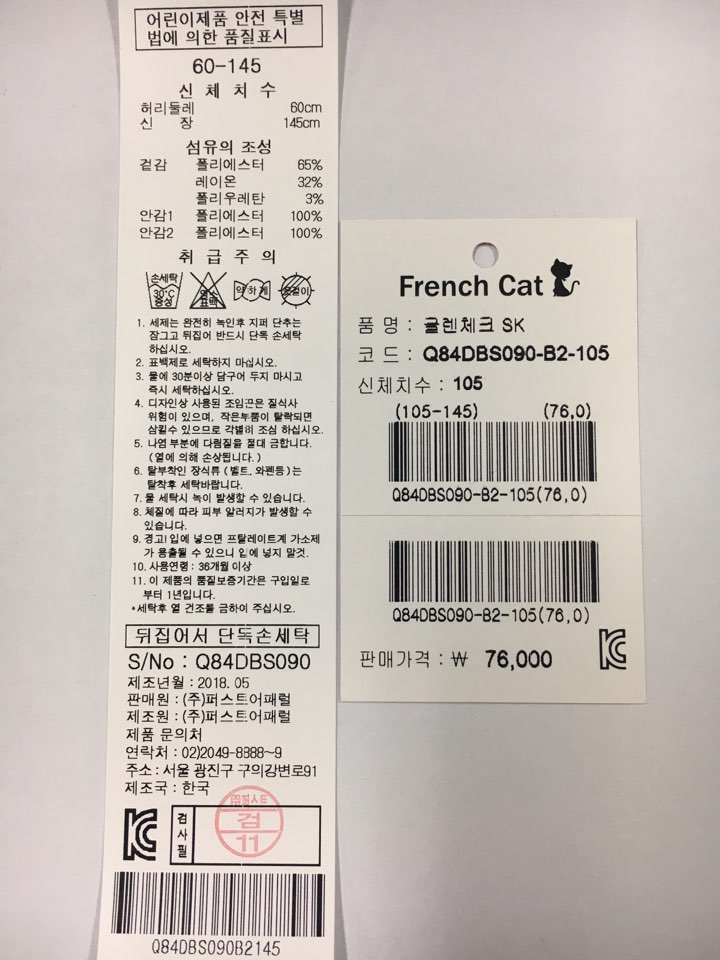 어린이제품 안전 특별
법에 의한 품질표시
60-145
신 체 치 수
허리둘레 60cm
신 장 145cm
섬유의 조성
겉감 폴리에스터 65%
레이온 32%
폴리우레탄 3%
안감1 폴리에스터 100%
안감2 폴리에스터 100%
취 급 주 의
손세탁
30°C
중성
염소
표백
약하게
옷걸이
1. 세제는 완전히 녹인후 지퍼 단추는
잠그고 뒤집어 반드시 단독 손세탁
하십시오.
2. 표백제로 세탁하지 마십시오.
3. 물에 30분이상 담구어 두지 마시고
즉시 세탁하십시오.
4. 디자인상 사용된 조임끈은 질식사
위험이 있으며, 작은부품이 탈락되면
삼킬수 있으므로 각별히 조심 하십시오.
5. 나염 부분에 다림질을 절대 금합니다.
(열에 의해 손상됩니다.)
6. 탈부착인 장식류 (벨트, 와펜등)는
탈착후 세탁바랍니다.
7. 물 세탁시 녹이 발생할 수 있습니다.
8. 체질에 따라 피부 알러지가 발생할 수
있습니다.
9. 경고! 입에 넣으면 프탈레이트계 가소제
가 용출될 수 있으니 입에 넣지 말것.
10. 사용연령: 36개월 이상
11. 이 제품의 품질보증기간은 구입일로
부터 1년입니다.
*세탁후 열 건조를 금하여 주십시오.
뒤집어서 단독손세탁
S/No : Q84DBS090
제조년월 : 2018. 05
판매원 : (주)퍼스트어패럴
제조원 : (주)퍼스트어패럴
제품 문의처
연락처 : 02)2049-8888~9
주소 : 서울 광진구 구의강변로91
제조국 : 한국
KC
검사필
(주)퍼스트
검
11
Q84DBS090B2145
French Cat
품 명 : 글렌체크 SK
코 드 : Q84DBS090-B2-105
신체치수 : 105
(105-145) (76,0)
Q84DBS090-B2-105(76,0)
Q84DBS090-B2-105(76,0)
판매가격 : ₩ 76,000
KC